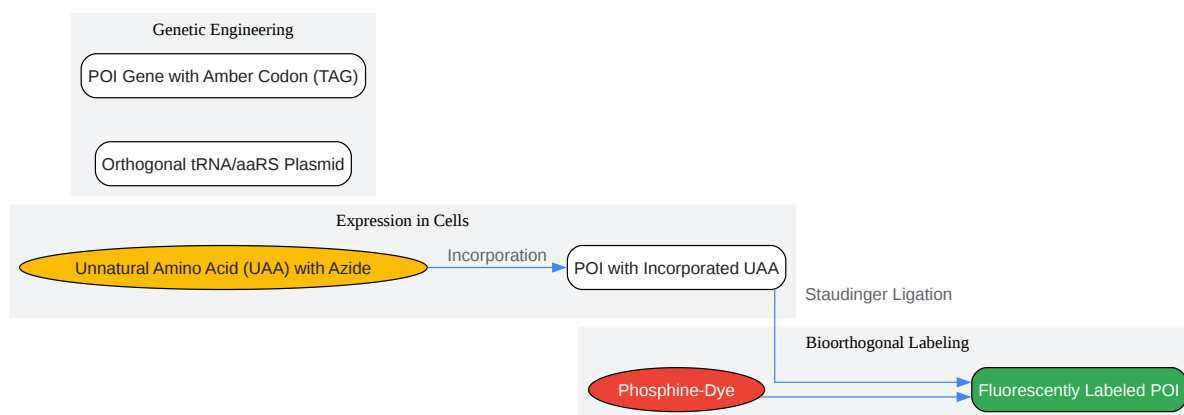 Genetic Engineering
POI Gene with Amber Codon (TAG)
Orthogonal tRNA/aaRS Plasmid
Expression in Cells
Unnatural Amino Acid (UAA) with Azide
Incorporation
POI with Incorporated UAA
Staudinger Ligation
Bioorthogonal Labeling
Phosphine-Dye
Fluorescently Labeled POI